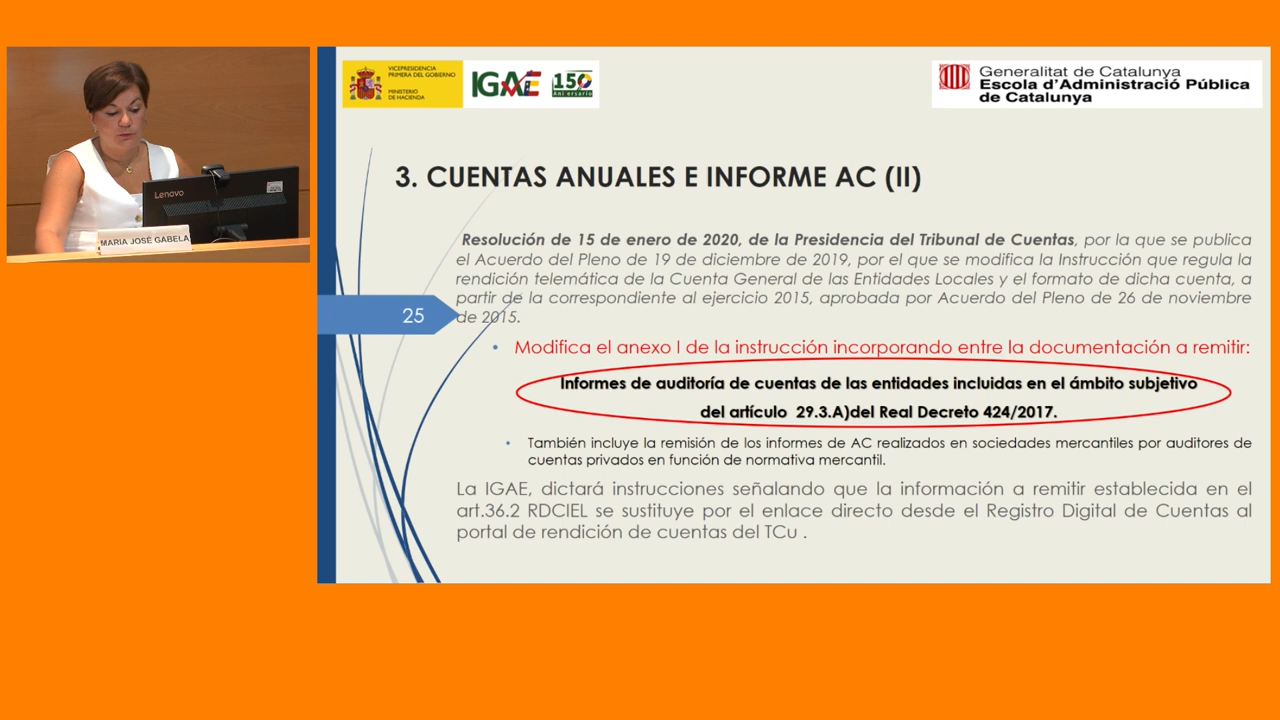 VICEPRESIDENCIA
PRIMERA DEL GOBIERNO
MINISTERIO
DE HACIENDA
IGAE
150
Aniversario
Generalitat de Catalunya
Escola d'Administració Pública
de Catalunya
Lenovo
MARIA JOSÉ GABELA
3. CUENTAS ANUALES E INFORME AC (II)
Resolución de 15 de enero de 2020, de la Presidencia del Tribunal de Cuentas, por la que se publica
el Acuerdo del Pleno de 19 de diciembre de 2019, por el que se modifica la Instrucción que regula la
rendición telemática de la Cuenta General de las Entidades Locales y el formato de dicha cuenta, a
partir de la correspondiente al ejercicio 2015, aprobada por Acuerdo del Pleno de 26 de noviembre
de 2015.
25
• Modifica el anexo I de la instrucción incorporando entre la documentación a remitir:
Informes de auditoría de cuentas de las entidades incluidas en el ámbito subjetivo
del artículo 29.3.A)del Real Decreto 424/2017.
• También incluye la remisión de los informes de AC realizados en sociedades mercantiles por auditores de
cuentas privados en función de normativa mercantil.
La IGAE, dictará instrucciones señalando que la información a remitir establecida en el
art.36.2 RDCIEL se sustituye por el enlace directo desde el Registro Digital de Cuentas al
portal de rendición de cuentas del TCu .